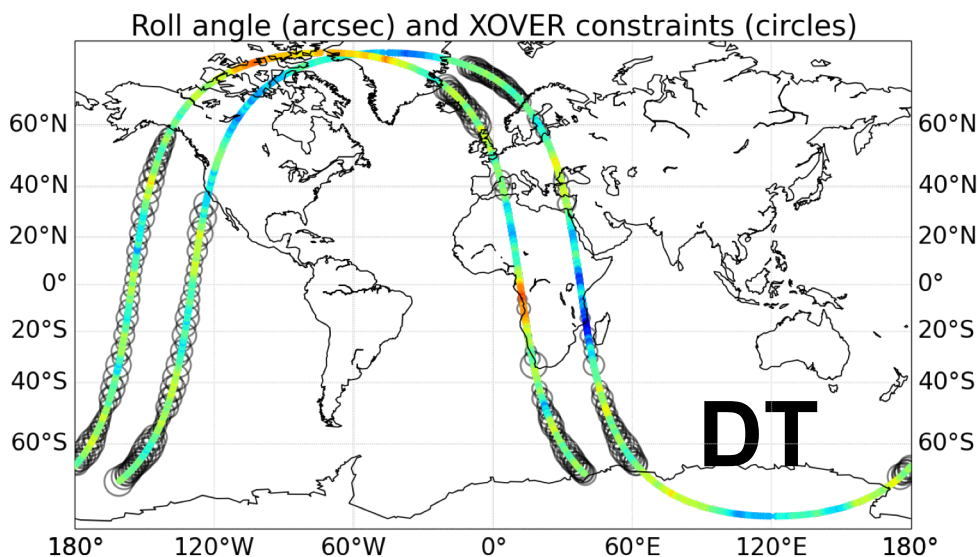 Roll angle (arcsec) and XOVER constraints (circles)
60°N 60°N
40°N 40°N
20°N 20°N
0° 0°
20°S 20°S
40°S 40°S
DT
60°S 60°S
180° 120°W 60°W 0° 60°E 120°E 180°